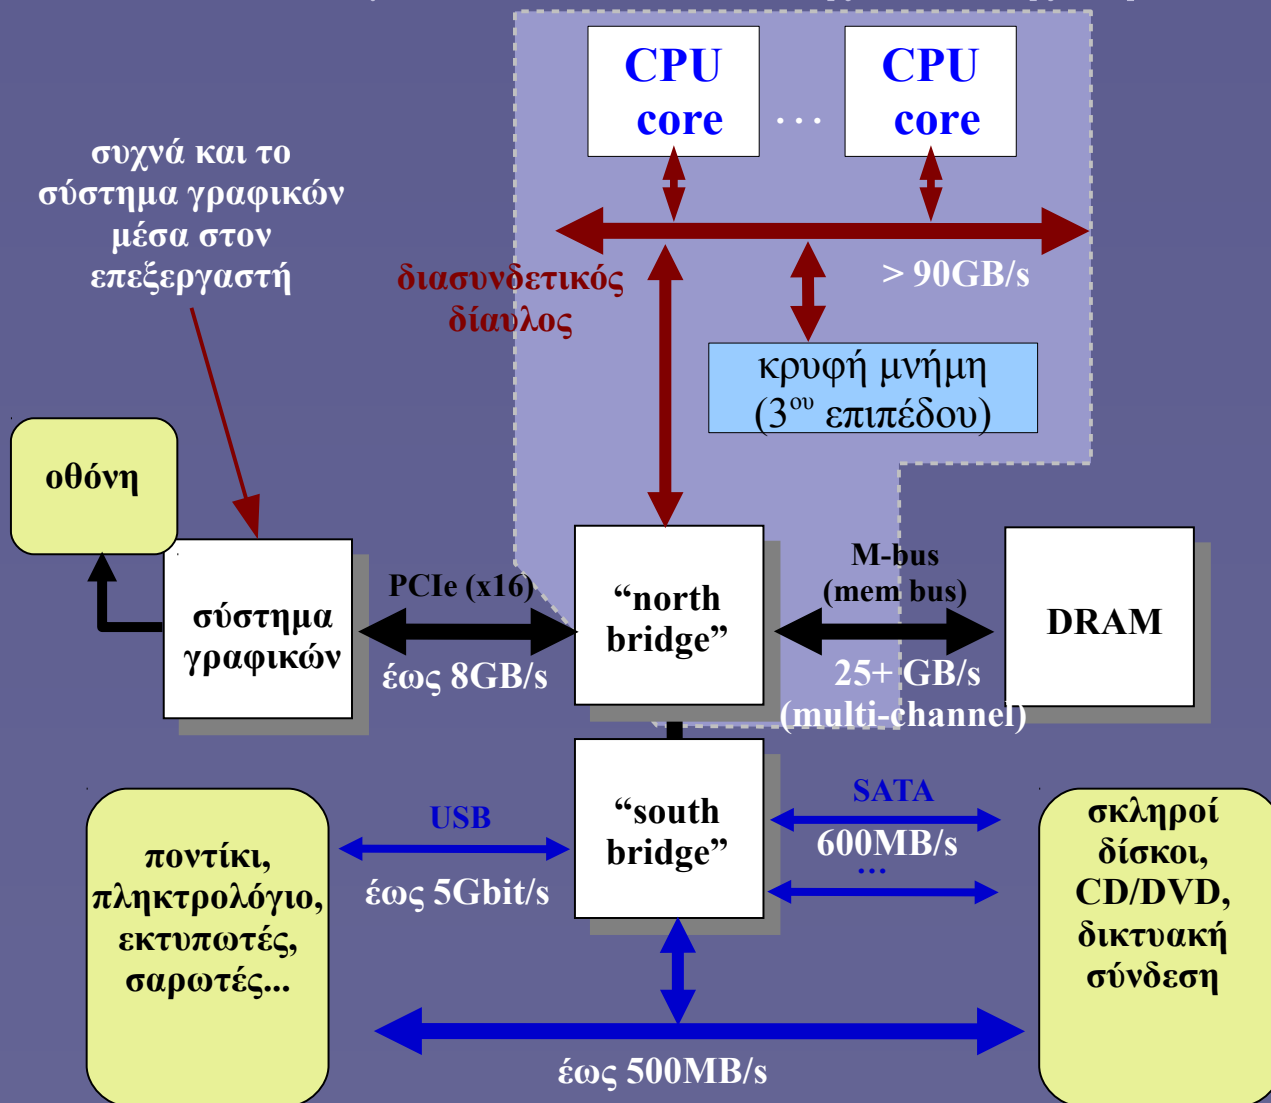 CPU
core
...
CPU
core
συχνά και το
σύστημα γραφικών
μέσα στον
επεξεργαστή
διασυνδετικός
δίαυλος
> 90GB/s
κρυφή μνήμη
(3ου επιπέδου)
οθόνη
σύστημα
γραφικών
PCIe (x16)
έως 8GB/s
“north
bridge”
M-bus
(mem bus)
25+ GB/s
(multi-channel)
DRAM
ποντίκι,
πληκτρολόγιο,
εκτυπωτές,
σαρωτές...
USB
έως 5Gbit/s
“south
bridge”
SATA
600MB/s
...
σκληροί
δίσκοι,
CD/DVD,
δικτυακή
σύνδεση
έως 500MB/s